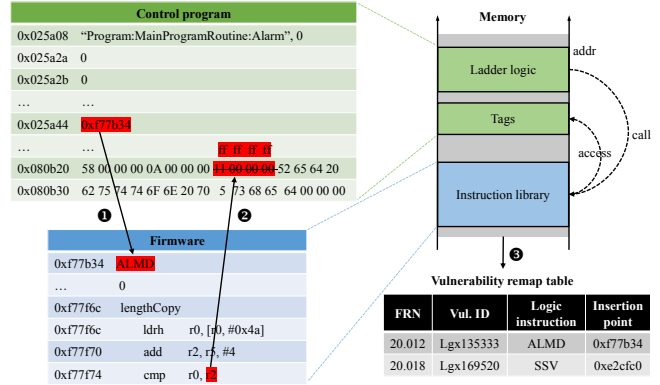 Control program
0x025a08 “Program:MainProgramRoutine:Alarm”, 0
0x025a2a 0
0x025a2b 0
… …
0x025a44 0xf77b34
… … ff ff ff ff
0x080b20 58 00 00 00 0A 00 00 00 11 00 00 00 52 65 64 20
0x080b30 62 75 74 74 6F 6E 20 70 5 73 68 65 64 00 00 00
❶
❷
Firmware
0xf77b34 ALMD
… 0
0xf77f6c lengthCopy
0xf77f6c ldrh r0, [r0, #0x4a]
0xf77f70 add r2, r5, #4
0xf77f74 cmp r0, r2
Memory
addr
Ladder logic
Tags
call
access
Instruction library
❸
Vulnerability remap table
FRN Vul. ID Logic instruction Insertion point
20.012 Lgx135333 ALMD 0xf77b34
20.018 Lgx169520 SSV 0xe2cfc0